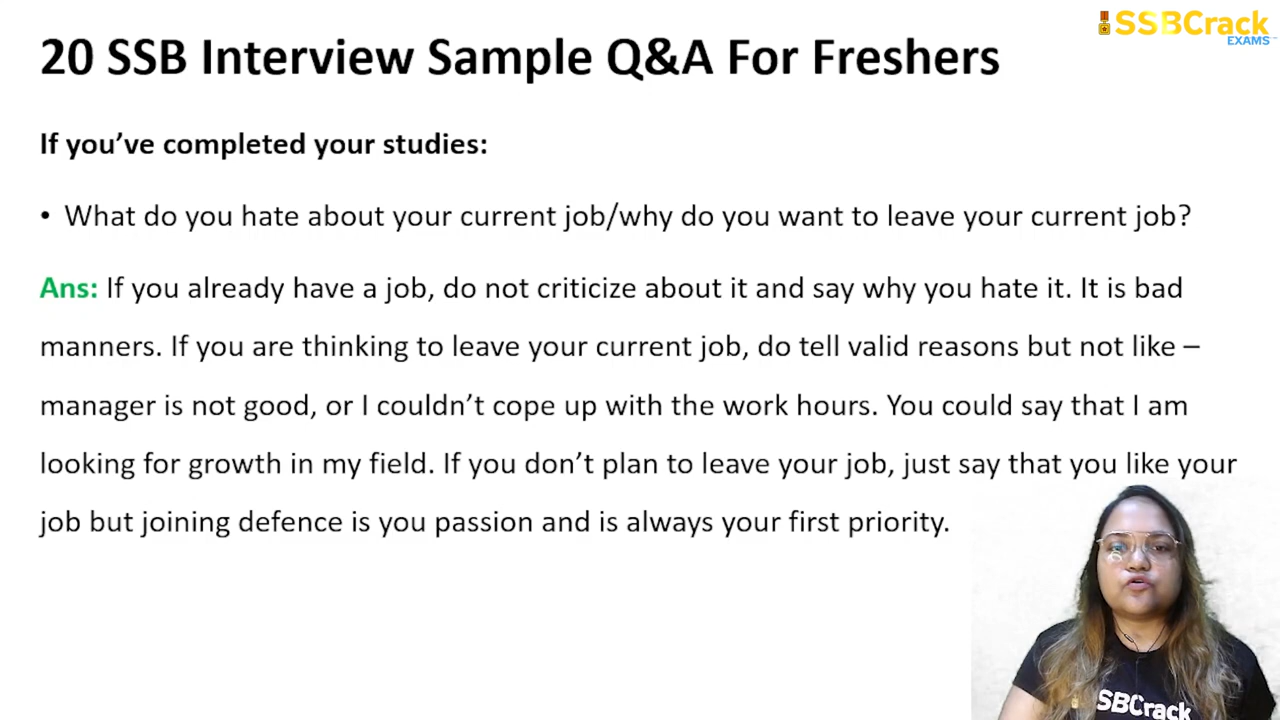 SSBCrack
EXAMS
20 SSB Interview Sample Q&A For Freshers
If you’ve completed your studies:
• What do you hate about your current job/why do you want to leave your current job?
Ans: If you already have a job, do not criticize about it and say why you hate it. It is bad
manners. If you are thinking to leave your current job, do tell valid reasons but not like –
manager is not good, or I couldn’t cope up with the work hours. You could say that I am
looking for growth in my field. If you don’t plan to leave your job, just say that you like your
job but joining defence is you passion and is always your first priority.
SBCrack